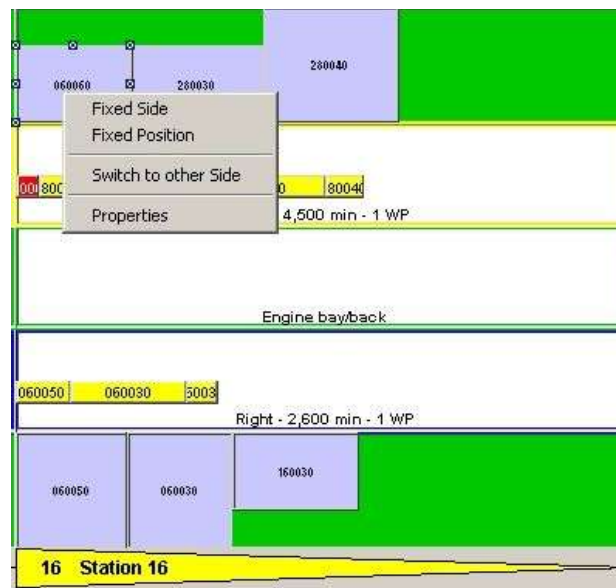 280040
060060 280030
Fixed Side
Fixed Position
Switch to other Side
Properties
4,500 min - 1 WP
Engine bay/back
060050 060030
Right - 2,600 min - 1 WP
060050 060030 160030
16 Station 16